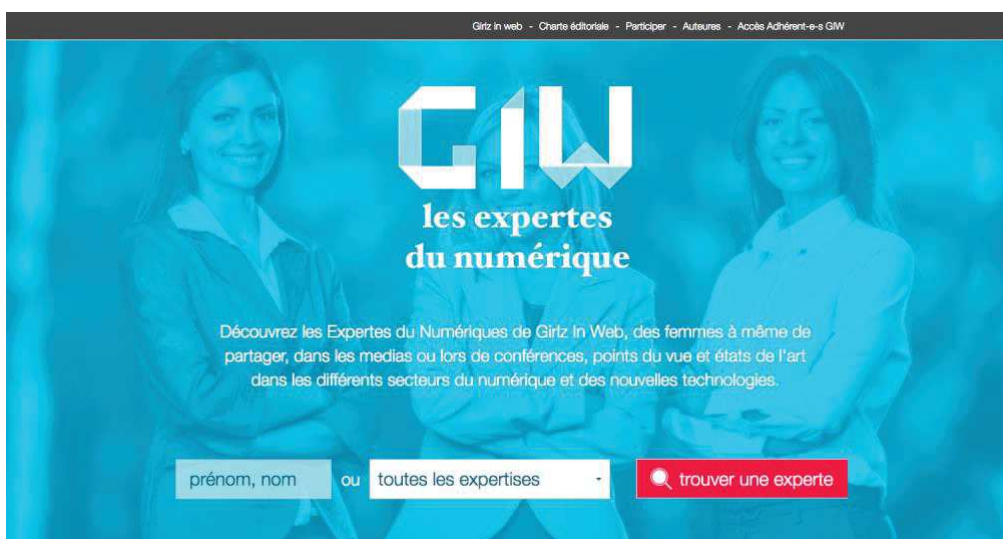 Girlz in web - Charte éditoriale - Participer - Auteures - Accès Adhérent-e-s GIW
GIW
les expertes
du numérique
Découvrez les Expertes du Numériques de Girlz In Web, des femmes à même de
partager, dans les medias ou lors de conférences, points du vue et états de l'art
dans les différents secteurs du numérique et des nouvelles technologies.
prénom, nom ou toutes les expertises trouver une experte